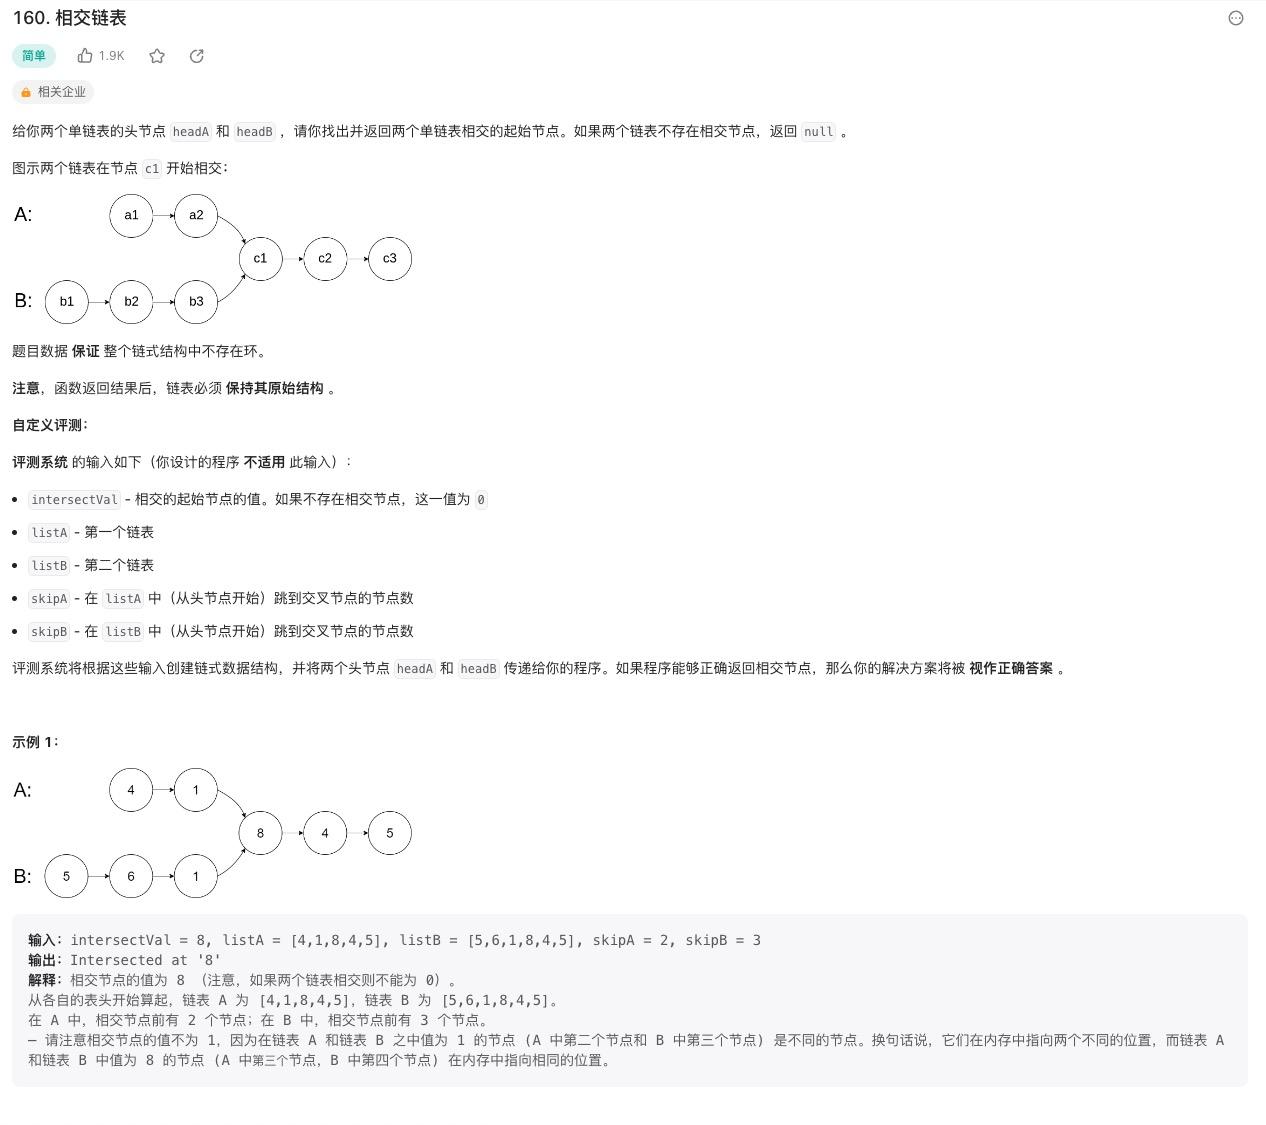 160. 相交链表
简单 1.9K
相关企业
给你两个单链表的头节点 headA 和 headB ，请你找出并返回两个单链表相交的起始节点。如果两个链表不存在相交节点，返回 null 。
图示两个链表在节点 c1 开始相交：
A: a1 a2
c1 c2 c3
B: b1 b2 b3
题目数据 保证 整个链式结构中不存在环。
注意，函数返回结果后，链表必须 保持其原始结构 。
自定义评测：
评测系统 的输入如下（你设计的程序 不适用 此输入）：
• intersectVal - 相交的起始节点的值。如果不存在相交节点，这一值为 0
• listA - 第一个链表
• listB - 第二个链表
• skipA - 在 listA 中（从头节点开始）跳到交叉节点的节点数
• skipB - 在 listB 中（从头节点开始）跳到交叉节点的节点数
评测系统将根据这些输入创建链式数据结构，并将两个头节点 headA 和 headB 传递给你的程序。如果程序能够正确返回相交节点，那么你的解决方案将被 视作正确答案 。
示例 1：
A: 4 1
8 4 5
B: 5 6 1
输入：intersectVal = 8, listA = [4,1,8,4,5], listB = [5,6,1,8,4,5], skipA = 2, skipB = 3
输出：Intersected at '8'
解释：相交节点的值为 8 （注意，如果两个链表相交则不能为 0）。
从各自的表头开始算起，链表 A 为 [4,1,8,4,5]，链表 B 为 [5,6,1,8,4,5]。
在 A 中，相交节点前有 2 个节点；在 B 中，相交节点前有 3 个节点。
— 请注意相交节点的值不为 1，因为在链表 A 和链表 B 之中值为 1 的节点 (A 中第二个节点和 B 中第三个节点) 是不同的节点。换句话说，它们在内存中指向两个不同的位置，而链表 A
和链表 B 中值为 8 的节点 (A 中第三个节点，B 中第四个节点) 在内存中指向相同的位置。